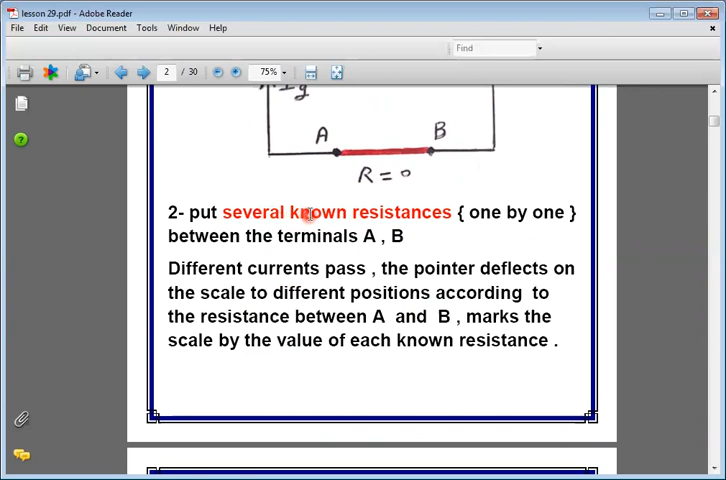 lesson 29.pdf - Adobe Reader
File Edit View Document Tools Window Help
Find
2 / 30 75%
Ig
A B
R = 0
2- put several known resistances { one by one }
between the terminals A , B
Different currents pass , the pointer deflects on
the scale to different positions according to
the resistance between A and B , marks the
scale by the value of each known resistance .